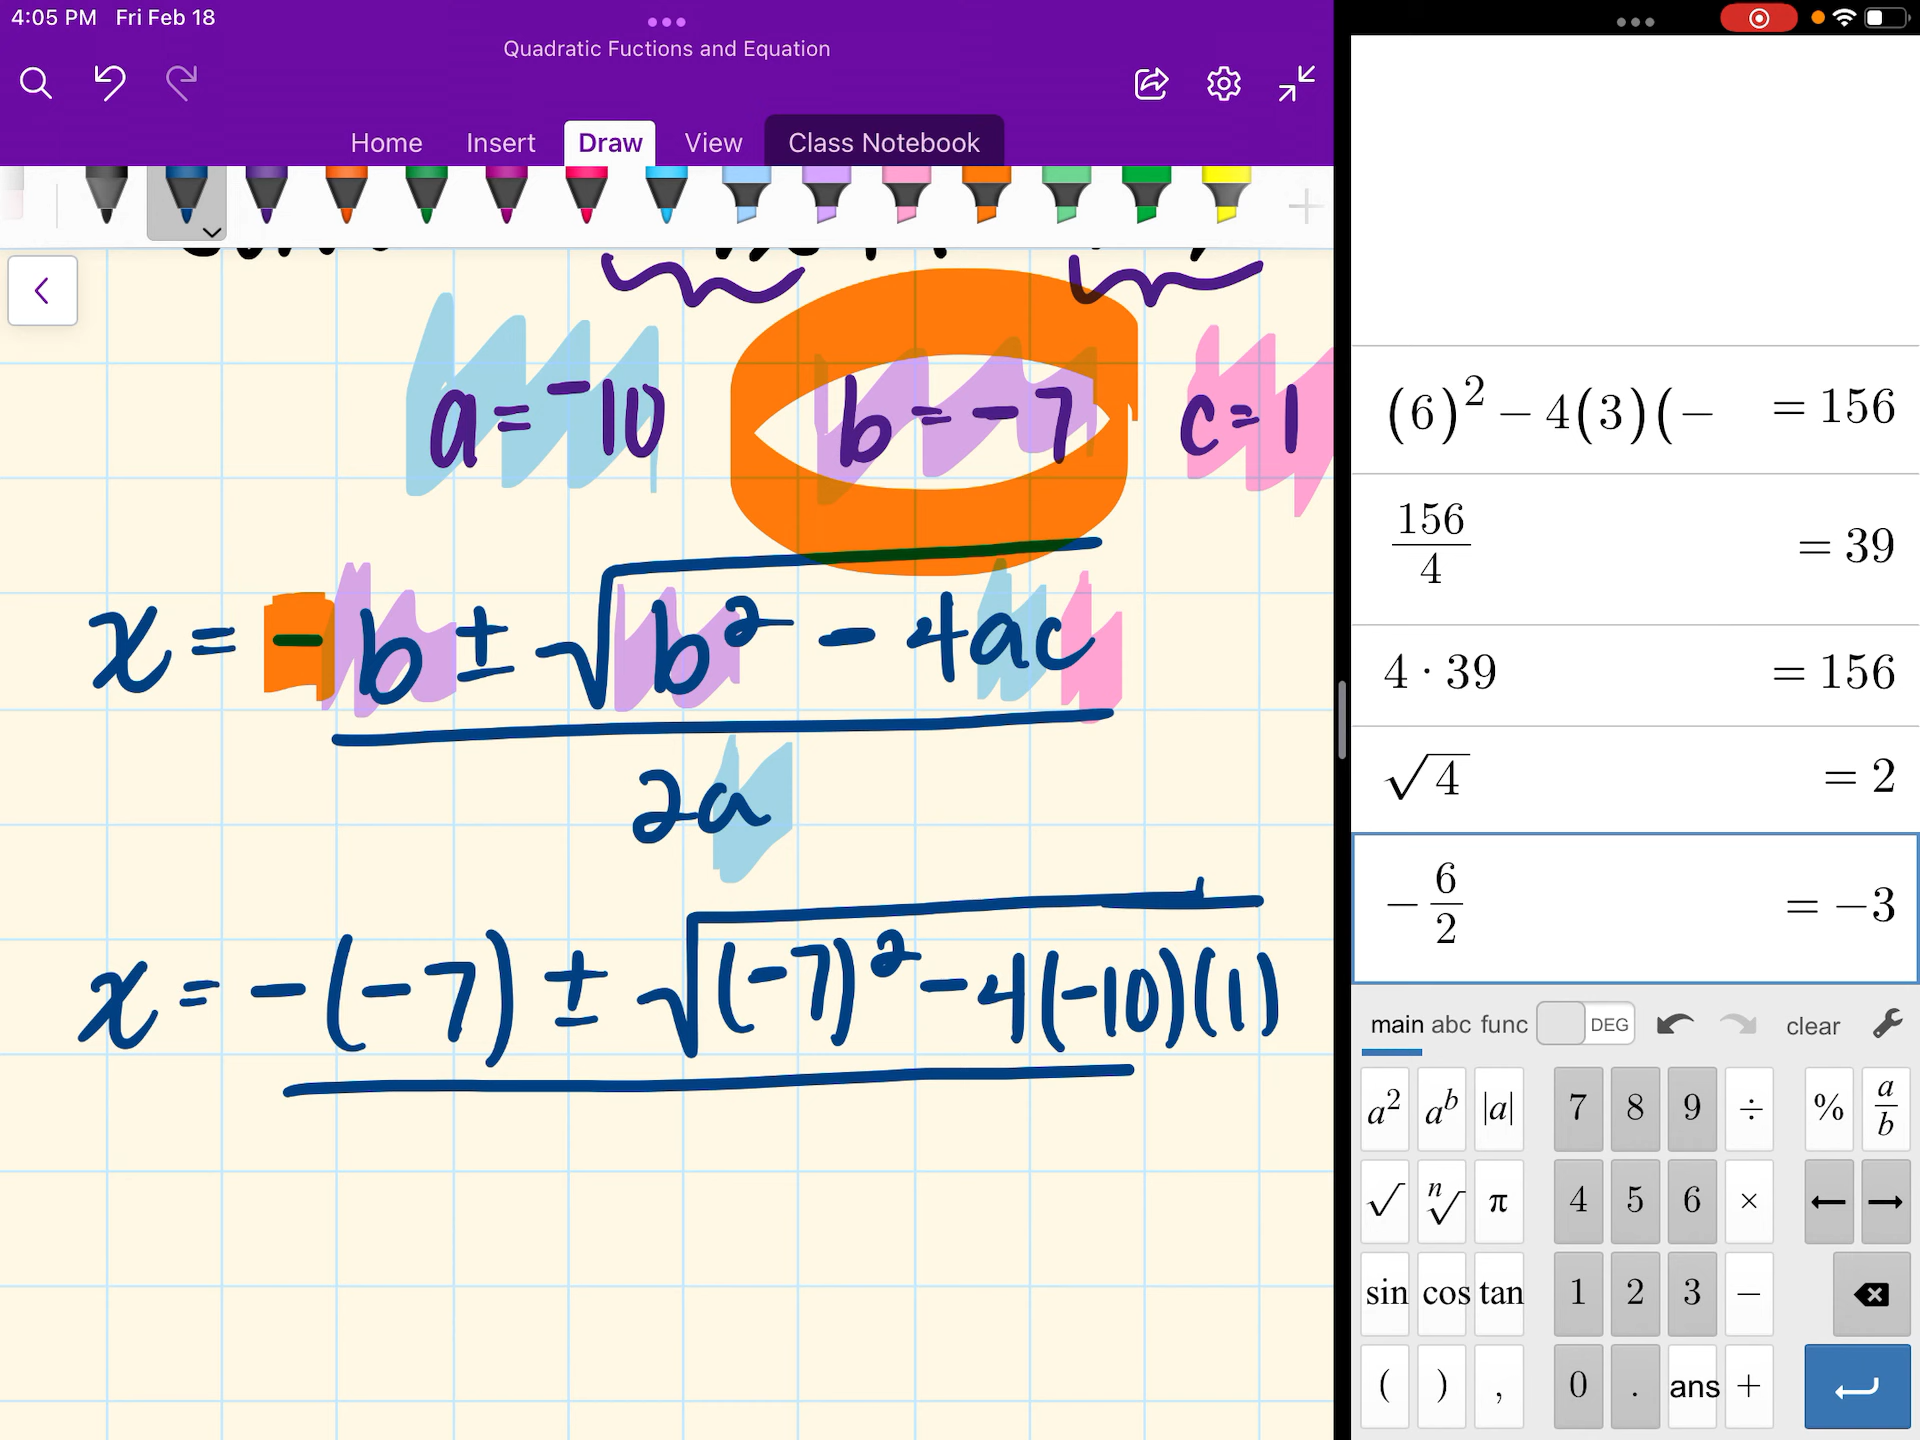 4:05 PM Fri Feb 18
Quadratic Fuctions and Equation
Home Insert Draw View Class Notebook
a = -10 b = -7 c = 1
x = -b ± √b² - 4ac
2a
x = -(-7) ± √(-7)² - 4(-10)(1)
(6)² − 4(3)(− = 156
156/4 = 39
4 · 39 = 156
√4 = 2
−6/2 = −3
main abc func DEG clear
a² aᵇ |a| 7 8 9 ÷ % a/b
√ ⁿ√ π 4 5 6 × ← →
sin cos tan 1 2 3 −
( ) , 0 . ans +